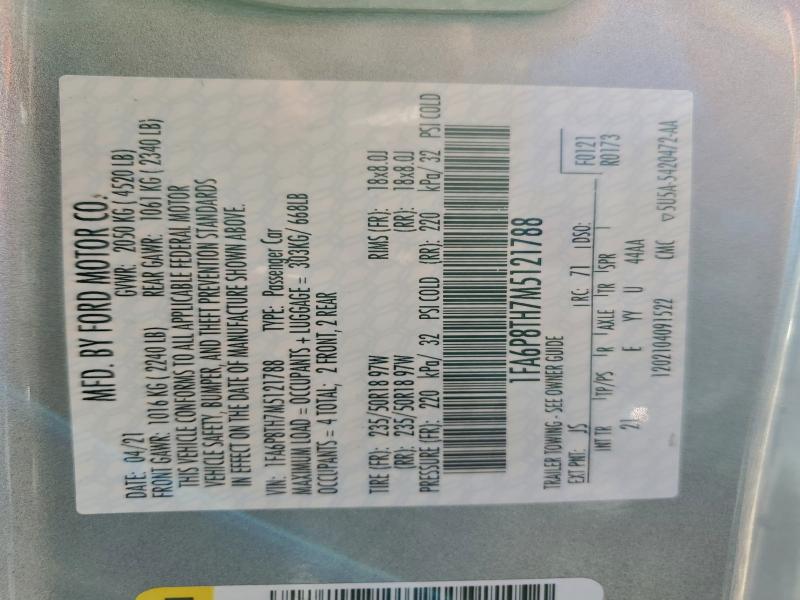 MFD. BY FORD MOTOR CO.
DATE: 04/21 GVWR: 2050 KG ( 4520 LB)
FRONT GAWR: 1016 KG (2240 LB) REAR GAWR: 1061 KG ( 2340 LB)
THIS VEHICLE CONFORMS TO ALL APPLICABLE FEDERAL MOTOR
VEHICLE SAFETY, BUMPER, AND THEFT PREVENTION STANDARDS
IN EFFECT ON THE DATE OF MANUFACTURE SHOWN ABOVE.
VIN: 1FA6P8TH7M5121788 TYPE: Passenger Car
MAXIMUM LOAD = OCCUPANTS + LUGGAGE = 303KG/ 668LB
OCCUPANTS = 4 TOTAL; 2 FRONT, 2 REAR
TIRE (FR): 235/50R18 97W RIMS (FR): 18x8.0J
(RR): 235/50R18 97W (RR): 18x8.0J
PRESSURE (FR): 220 kPa/ 32 PSI COLD (RR): 220 kPa/ 32 PSI COLD
1FA6P8TH7M5121788
TRAILER TOWING - SEE OWNER GUIDE F0121
EXT PNT: JS RC: 71 DSO: R0173
INT TR TP/PS R AXLE TR SPR
E YY U 44AA
1202104091522 CMC ▽5U5A-5420472-AA